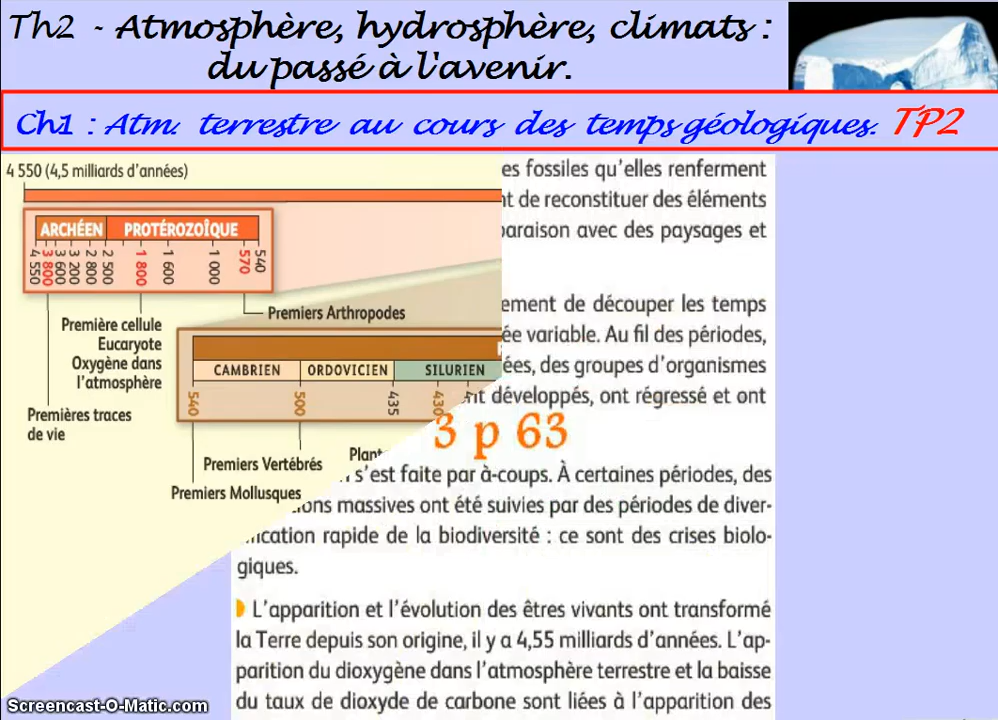 Th2 - Atmosphère, hydrosphère, climats :
du passé à l'avenir.
Ch1 : Atm. terrestre au cours des temps géologiques. TP2
4 550 (4,5 milliards d'années)
ARCHÉEN PROTÉROZOÎQUE
4 550 3 800 3 600 3 200 2 800 2 500 1 800 1 600 1 000 570 540
Premiers Arthropodes
Première cellule
Eucaryote
Oxygène dans
l'atmosphère
Premières traces
de vie
CAMBRIEN ORDOVICIEN SILURIEN
540 500 435 430
Premiers Vertébrés
Premiers Mollusques
es fossiles qu'elles renferment
t de reconstituer des éléments
araison avec des paysages et
ement de découper les temps
ée variable. Au fil des périodes,
ées, des groupes d'organismes
nt développés, ont régressé et ont
3 p 63
s'est faite par à-coups. À certaines périodes, des
ions massives ont été suivies par des périodes de diver-
ication rapide de la biodiversité : ce sont des crises biolo-
giques.
L'apparition et l'évolution des êtres vivants ont transformé
la Terre depuis son origine, il y a 4,55 milliards d'années. L'ap-
parition du dioxygène dans l'atmosphère terrestre et la baisse
du taux de dioxyde de carbone sont liées à l'apparition des
Screencast-O-Matic.com